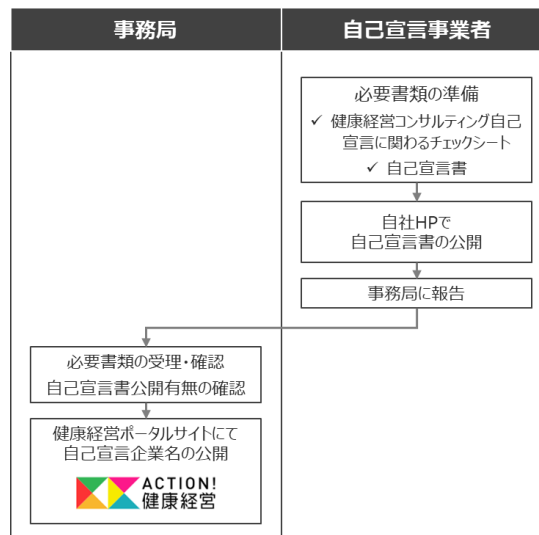 事務局
自己宣言事業者
必要書類の準備
✓ 健康経営コンサルティング自己
宣言に関わるチェックシート
✓ 自己宣言書
自社HPで
自己宣言書の公開
事務局に報告
必要書類の受理・確認
自己宣言書公開有無の確認
健康経営ポータルサイトにて
自己宣言企業名の公開
ACTION!
健康経営